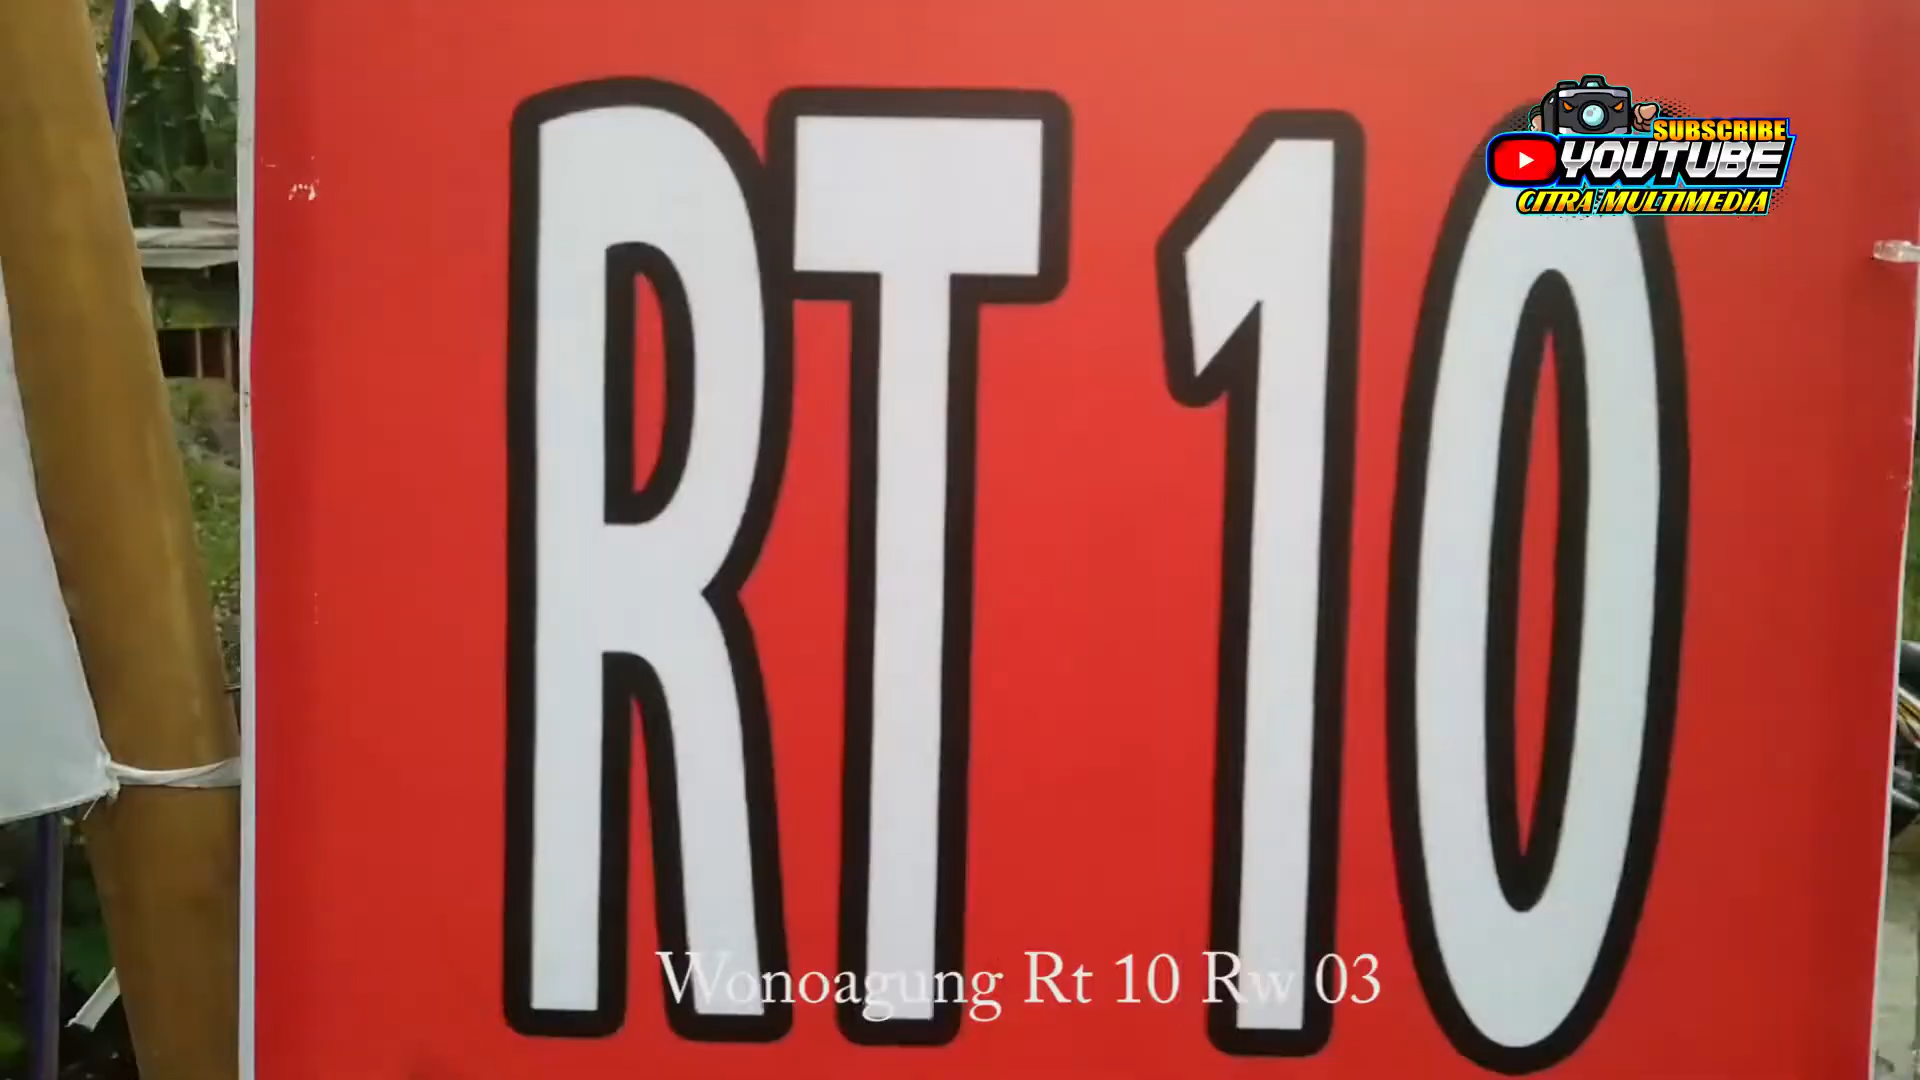 RT 10
SUBSCRIBE
YOUTUBE
CITRA MULTIMEDIA
Wonoagung Rt 10 Rw 03